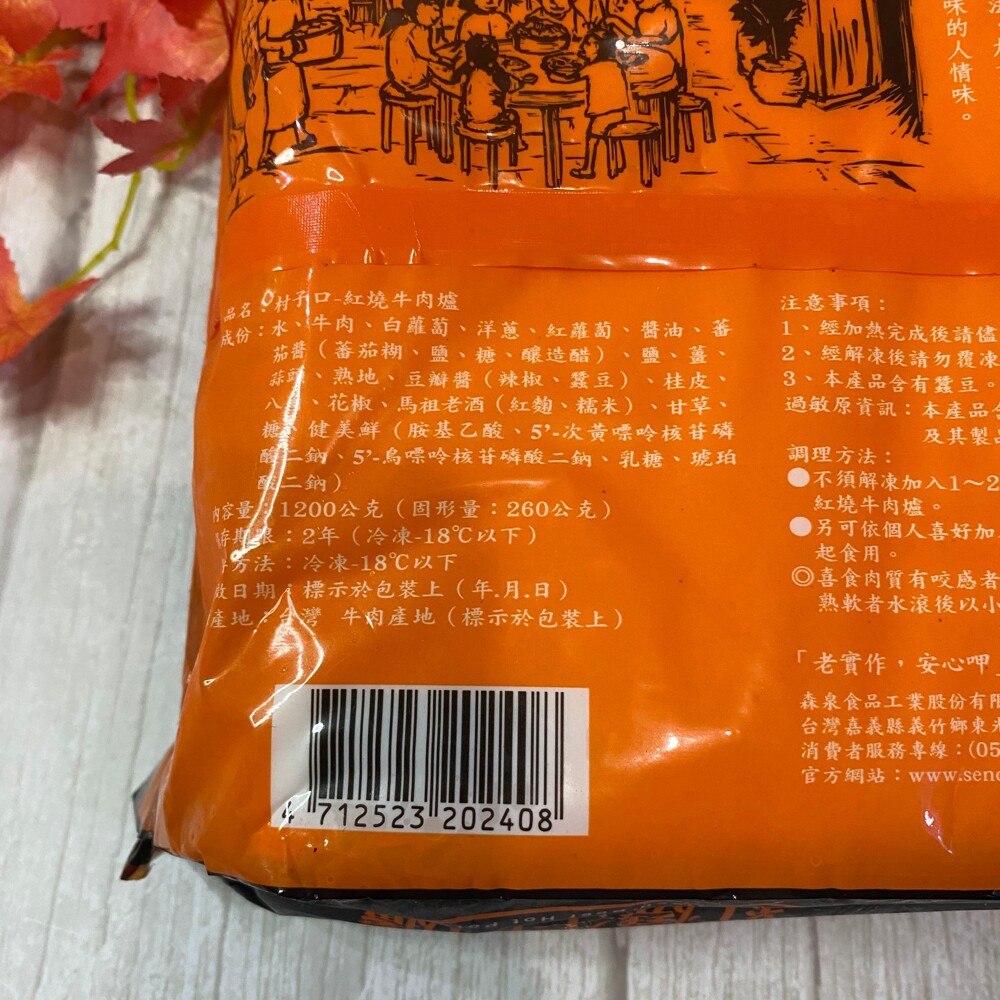 味的人情味。
品名：村子口-紅燒牛肉爐
成份：水、牛肉、白蘿蔔、洋蔥、紅蘿蔔、醬油、蕃
茄醬（蕃茄糊、鹽、糖、釀造醋）、鹽、薑、
蒜頭、熟地、豆瓣醬（辣椒、蠶豆）、桂皮、
八角、花椒、馬祖老酒（紅麴、糯米）、甘草、
糖、健美鮮（胺基乙酸、5'-次黃嘌呤核苷磷
酸二鈉、5'-鳥嘌呤核苷磷酸二鈉、乳糖、琥珀
酸二鈉）
內容量：1200公克（固形量：260公克）
期限：2年（冷凍-18℃以下）
方法：冷凍-18℃以下
日期：標示於包裝上（年.月.日）
產地：台灣 牛肉產地（標示於包裝上）
4 712523 202408
注意事項：
1、經加熱完成後請儘
2、經解凍後請勿覆凍
3、本產品含有蠶豆。
過敏原資訊：本產品
及其製
調理方法：
●不須解凍加入1～2
紅燒牛肉爐。
●另可依個人喜好加
起食用。
◎喜食肉質有咬感者
熟軟者水滾後以小
「老實作，安心呷
森泉食品工業股份有限
台灣嘉義縣義竹鄉東光
消費者服務專線：(05
官方網站：www.send